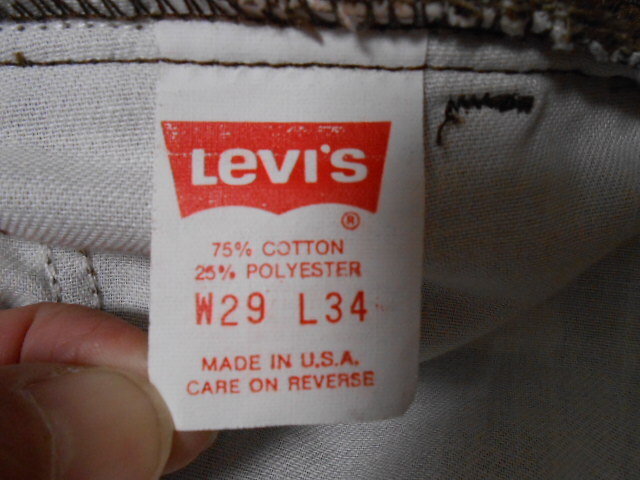 Levi's
®
75% COTTON
25% POLYESTER
W29 L34
MADE IN U.S.A.
CARE ON REVERSE